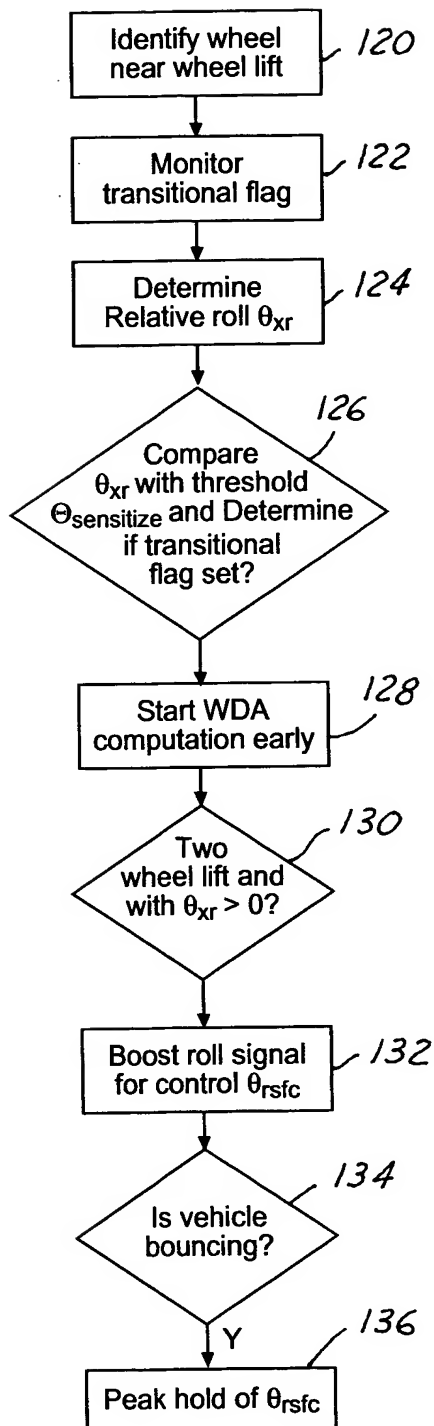 Identify wheel
near wheel lift
120
Monitor
transitional flag
122
Determine
Relative roll θxr
124
Compare
θxr with threshold
Θsensitize and Determine
if transitional
flag set?
126
Start WDA
computation early
128
Two
wheel lift and
with θxr > 0?
130
Boost roll signal
for control θrsfc
132
Is vehicle
bouncing?
134
Y
Peak hold of θrsfc
136